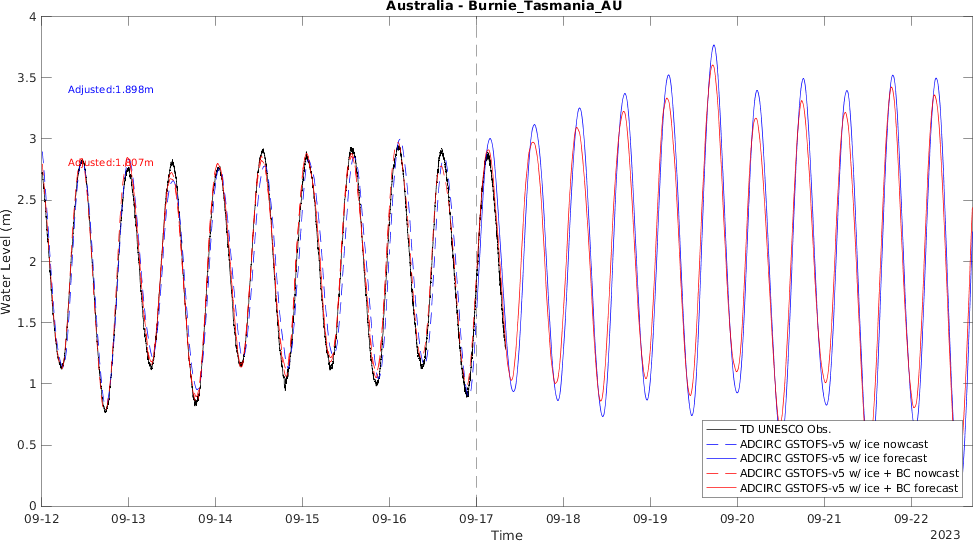 Australia - Burnie_Tasmania_AU
4
3.5
3
2.5
2
1.5
1
0.5
0
Water Level (m)
Adjusted:1.898m
Adjusted:1.807m
TD UNESCO Obs.
ADCIRC GSTOFS-v5 w/ ice nowcast
ADCIRC GSTOFS-v5 w/ ice forecast
ADCIRC GSTOFS-v5 w/ ice + BC nowcast
ADCIRC GSTOFS-v5 w/ ice + BC forecast
09-12 09-13 09-14 09-15 09-16 09-17 09-18 09-19 09-20 09-21 09-22
Time
2023